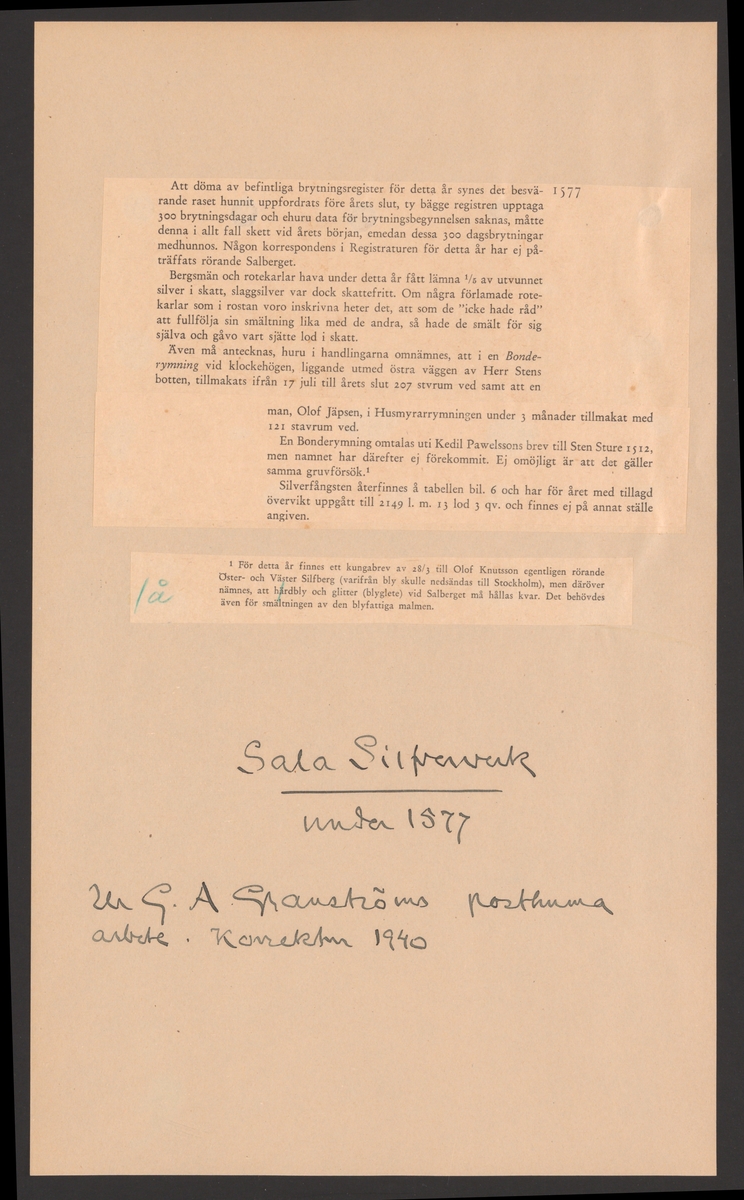 Att döma av befintliga brytningsregister för detta år synes det besvä- 1577
rande raset hunnit uppfordrats före årets slut, ty bägge registren upptaga
300 brytningsdagar och ehuru data för brytningsbegynnelsen saknas, måtte
denna i allt fall skett vid årets början, emedan dessa 300 dagsbrytningar
medhunnos. Någon korrespondens i Registraturen för detta år har ej på-
träffats rörande Salberget.
Bergsmän och rotekarlar hava under detta år fått lämna 1/5 av utvunnet
silver i skatt, slaggsilver var dock skattefritt. Om några förlamade rote-
karlar som i rostan voro inskrivna heter det, att som de "icke hade råd"
att fullfölja sin smältning lika med de andra, så hade de smält för sig
själva och gåvo vart sjätte lod i skatt.
Även må antecknas, huru i handlingarna omnämnes, att i en Bonde-
rymning vid klockehögen, liggande utmed östra väggen av Herr Stens
botten, tillmakats ifrån 17 juli till årets slut 207 stvrum ved samt att en
man, Olof Jäpsen, i Husmyrarrymningen under 3 månader tillmakat med
121 stavrum ved.
En Bonderymning omtalas uti Kedil Pawelssons brev till Sten Sture 1512,
men namnet har därefter ej förekommit. Ej omöjligt är att det gäller
samma gruvförsök.¹
Silverfångsten återfinnes å tabellen bil. 6 och har för året med tillagd
övervikt uppgått till 2149 l. m. 13 lod 3 qv. och finnes ej på annat ställe
angiven.
¹ För detta år finnes ett kungabrev av 28/3 till Olof Knutsson egentligen rörande
Öster- och Väster Silfberg (varifrån bly skulle nedsändas till Stockholm), men däröver
/å nämnes, att hårdbly och glitter (blyglete) vid Salberget må hållas kvar. Det behövdes
även för smältningen av den blyfattiga malmen.
Sala Silfververk
under 1577
Ur G. A Granströms posthuma
arbete. Korrektur 1940